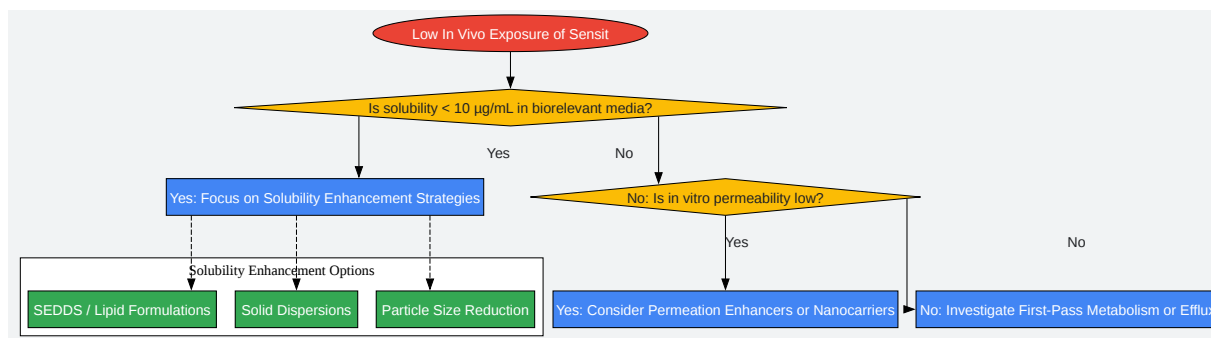 Low In Vivo Exposure of Sensit
Is solubility < 10 µg/mL in biorelevant media?
Yes
No
Yes: Focus on Solubility Enhancement Strategies
No: Is in vitro permeability low?
Yes
No
Solubility Enhancement Options
SEDDS / Lipid Formulations
Solid Dispersions
Particle Size Reduction
Yes: Consider Permeation Enhancers or Nanocarriers
No: Investigate First-Pass Metabolism or Efflux